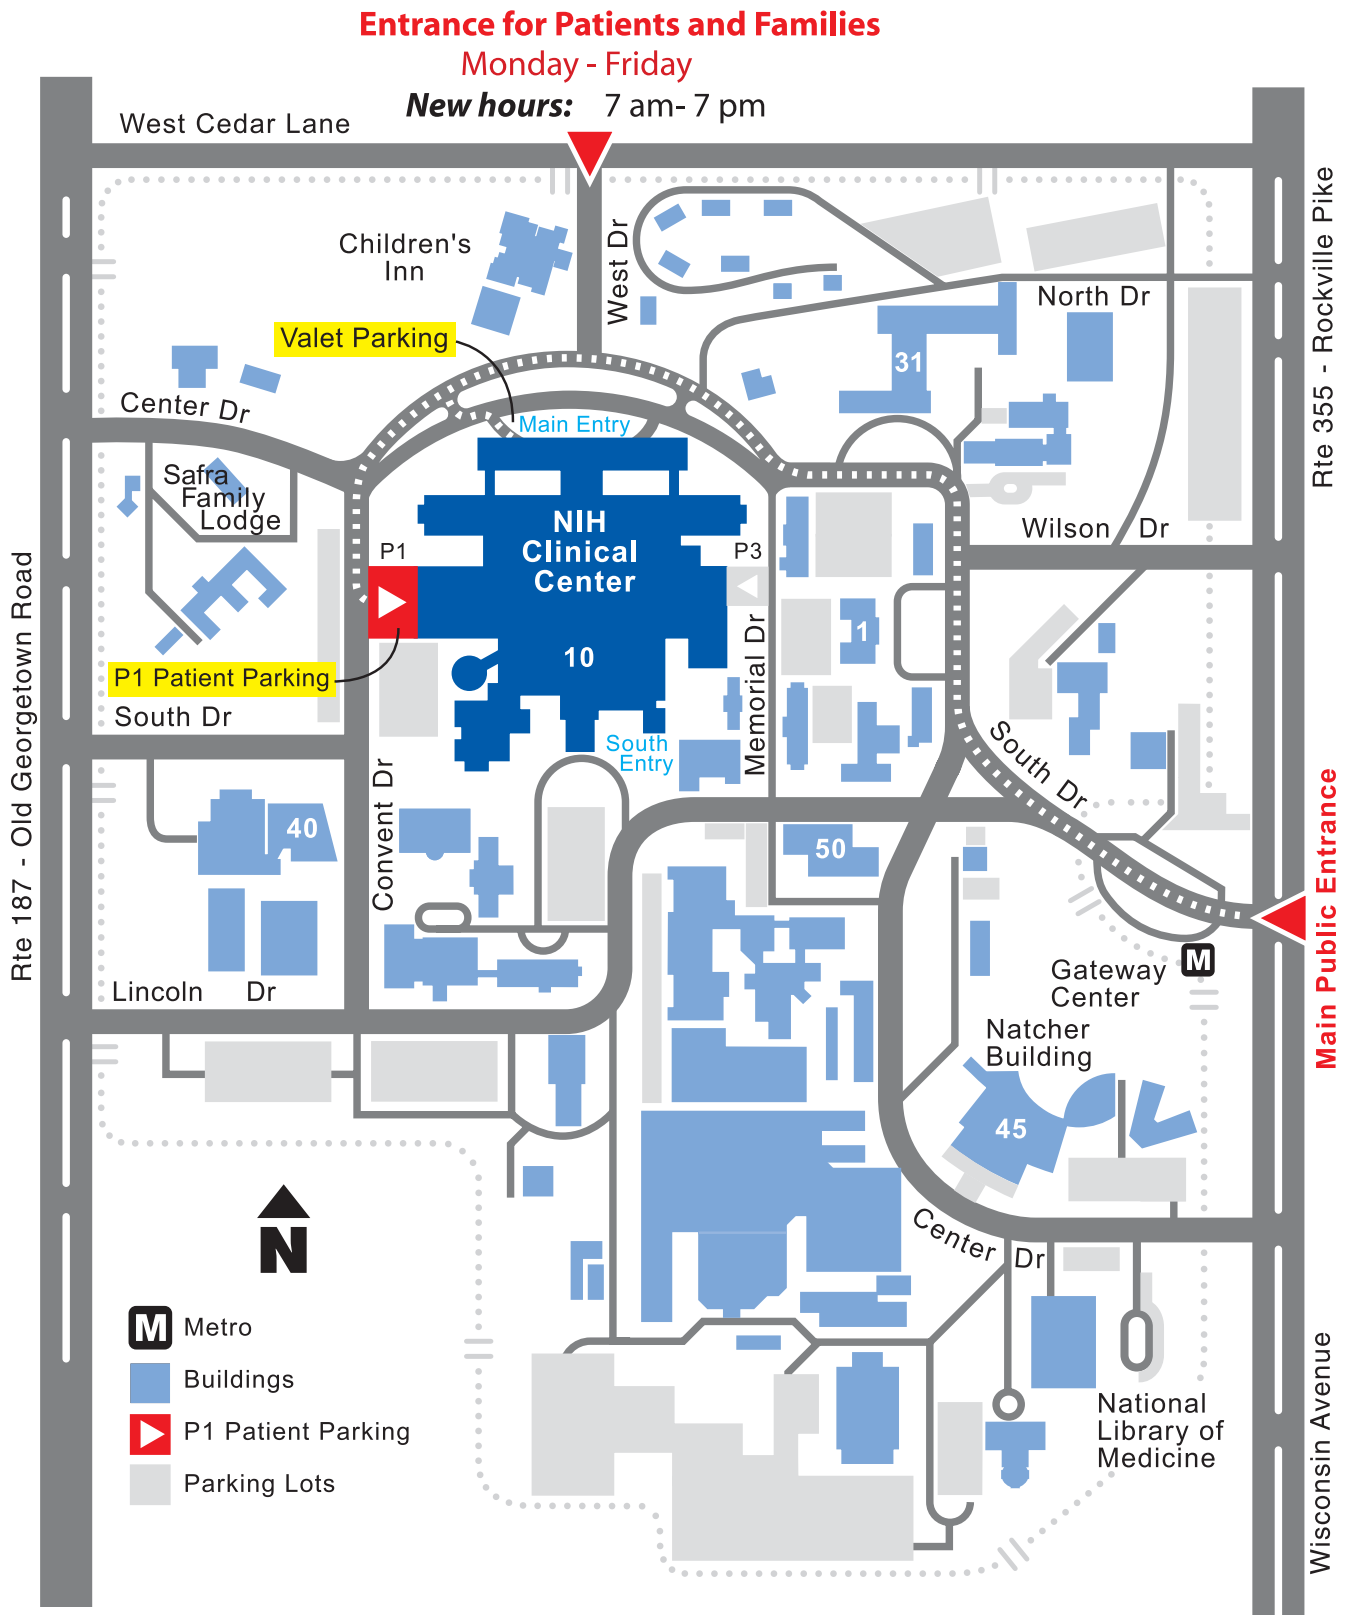 Entrance for Patients and Families
Monday - Friday
New hours: 7 am- 7 pm
West Cedar Lane
Rte 355 - Rockville Pike
Children's
Inn
West Dr
North Dr
Valet Parking
31
Center Dr
Main Entry
Safra
Family
Lodge
NIH
Clinical
Center
P1
P3
Wilson Dr
Rte 187 - Old Georgetown Road
10
1
Memorial Dr
P1 Patient Parking
South Dr
South
Entry
South Dr
Convent Dr
40
50
Main Public Entrance
M
Gateway
Center
Lincoln Dr
Natcher
Building
45
Center Dr
N
M Metro
Buildings
P1 Patient Parking
Parking Lots
National
Library of
Medicine
Wisconsin Avenue